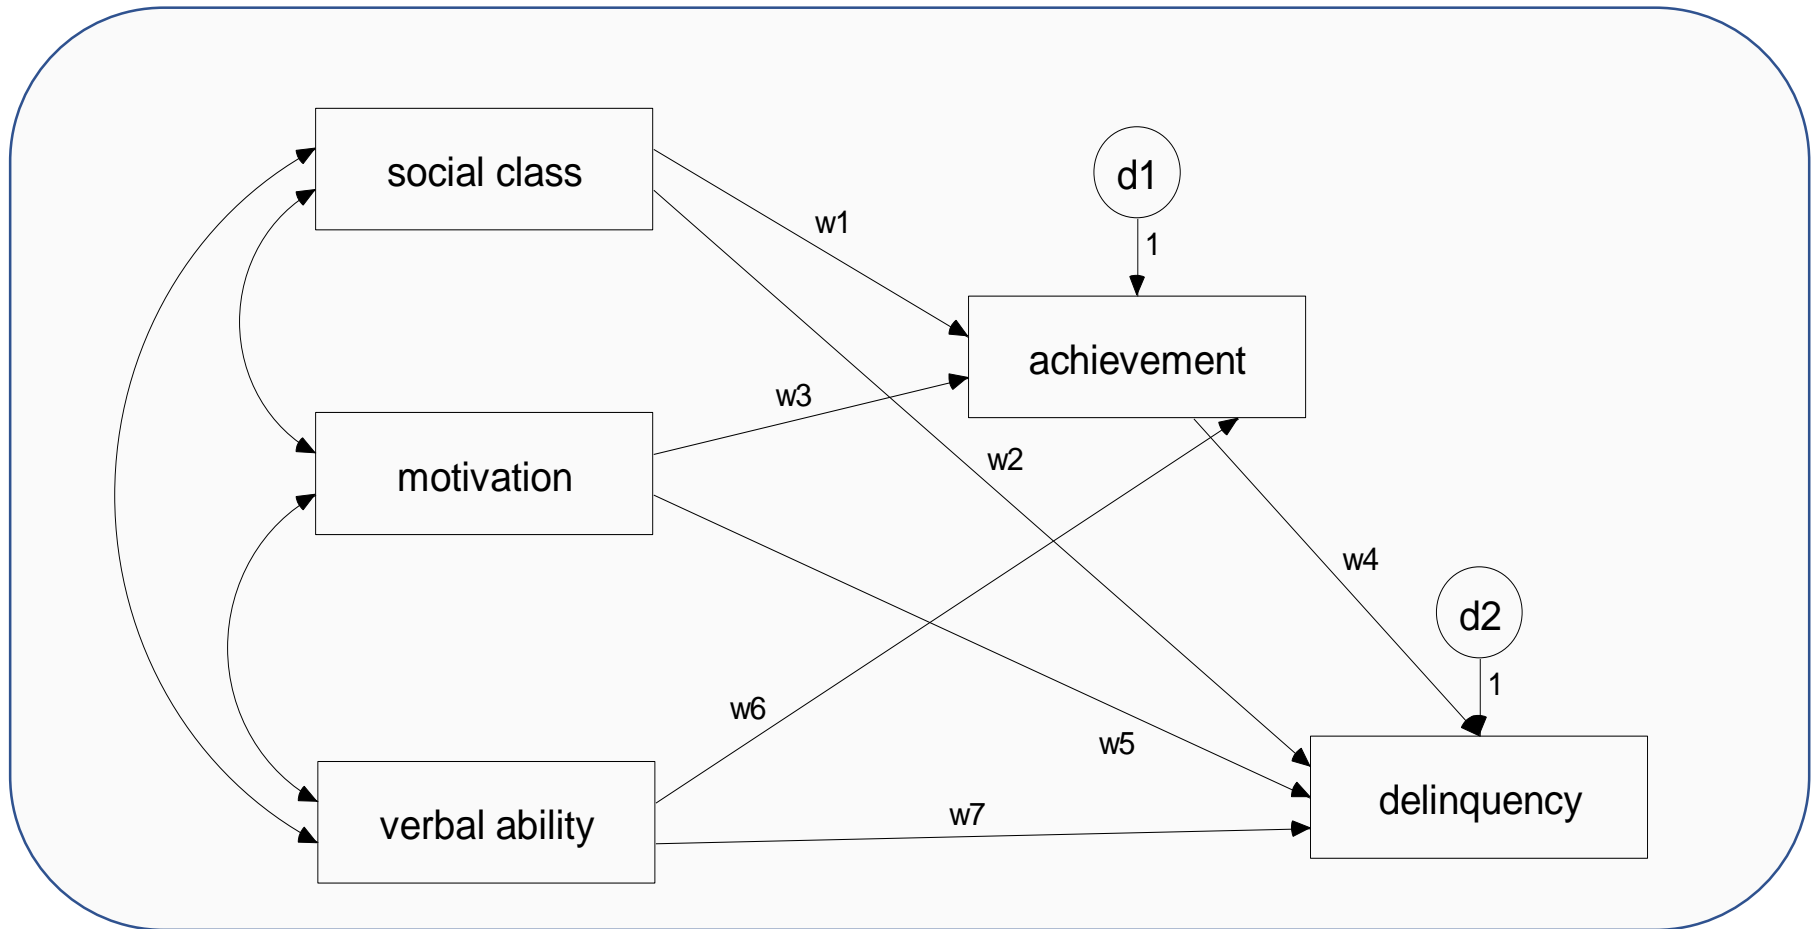 social class
d1
w1
1
achievement
w3
motivation
w2
w4
d2
w6
1
w5
verbal ability
w7
delinquency